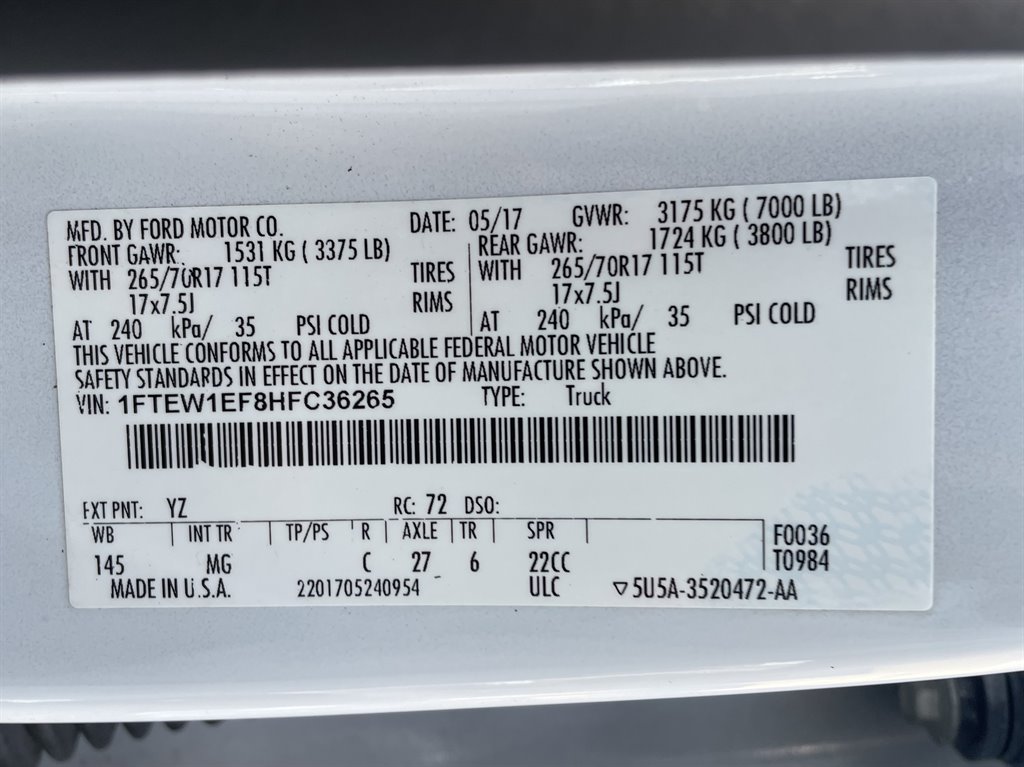 MFD. BY FORD MOTOR CO. DATE: 05/17 GVWR: 3175 KG ( 7000 LB)
FRONT GAWR: 1531 KG ( 3375 LB) REAR GAWR: 1724 KG ( 3800 LB)
WITH 265/70R17 115T TIRES WITH 265/70R17 115T TIRES
17x7.5J RIMS 17x7.5J RIMS
AT 240 kPa/ 35 PSI COLD AT 240 kPa/ 35 PSI COLD
THIS VEHICLE CONFORMS TO ALL APPLICABLE FEDERAL MOTOR VEHICLE
SAFETY STANDARDS IN EFFECT ON THE DATE OF MANUFACTURE SHOWN ABOVE.
VIN: 1FTEW1EF8HFC36265 TYPE: Truck
EXT PNT: YZ RC: 72 DSO:
WB INT TR TP/PS R AXLE TR SPR F0036
145 MG C 27 6 22CC T0984
MADE IN U.S.A. 2201705240954 ULC ▽5U5A-3520472-AA